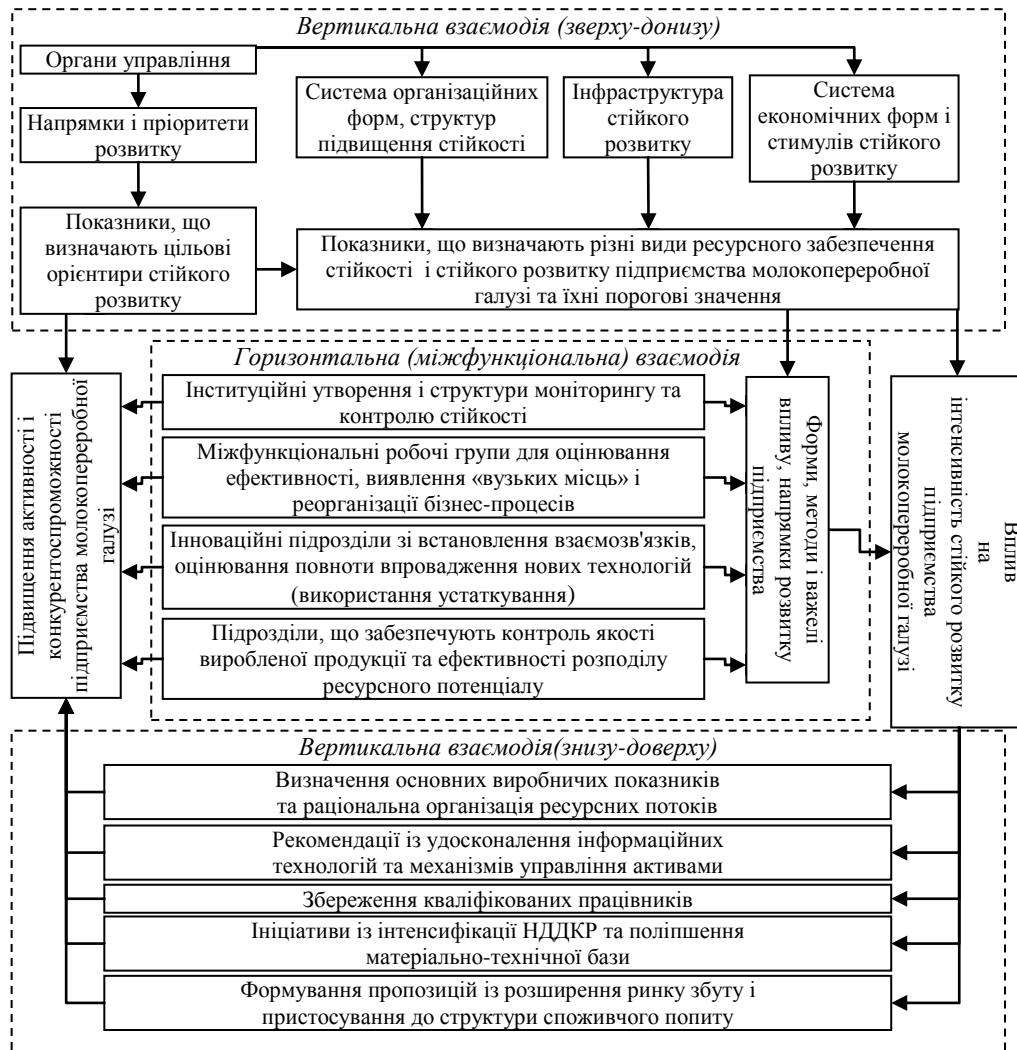 Вертикальна взаємодія (зверху-донизу)
Органи управління
Напрямки і пріоритети
розвитку
Система організаційних
форм, структур
підвищення стійкості
Інфраструктура
стійкого
розвитку
Система
економічних форм і
стимулів стійкого
розвитку
Показники, що
визначають цільові
орієнтири стійкого
розвитку
Показники, що визначають різні види ресурсного забезпечення
стійкості і стійкого розвитку підприємства молокопереробної
галузі та їхні порогові значення
Горизонтальна (міжфункціональна) взаємодія
Підвищення активності і
конкурентоспроможності
підприємства молокопереробної
галузі
Інституційні утворення і структури моніторингу та
контролю стійкості
Міжфункціональні робочі групи для оцінювання
ефективності, виявлення «вузьких місць» і
реорганізації бізнес-процесів
Інноваційні підрозділи зі встановлення взаємозв'язків,
оцінювання повноти впровадження нових технологій
(використання устаткування)
Підрозділи, що забезпечують контроль якості
виробленої продукції та ефективності розподілу
ресурсного потенціалу
Форми, методи і важелі
впливу, напрямки розвитку
підприємства
Вплив
на
інтенсивність стійкого розвитку
підприємства
молокопереробної галузі
Вертикальна взаємодія(знизу-доверху)
Визначення основних виробничих показників
та раціональна організація ресурсних потоків
Рекомендації із удосконалення інформаційних
технологій та механізмів управління активами
Збереження кваліфікованих працівників
Ініціативи із інтенсифікації НДДКР та поліпшення
матеріально-технічної бази
Формування пропозицій із розширення ринку збуту і
пристосування до структури споживчого попиту